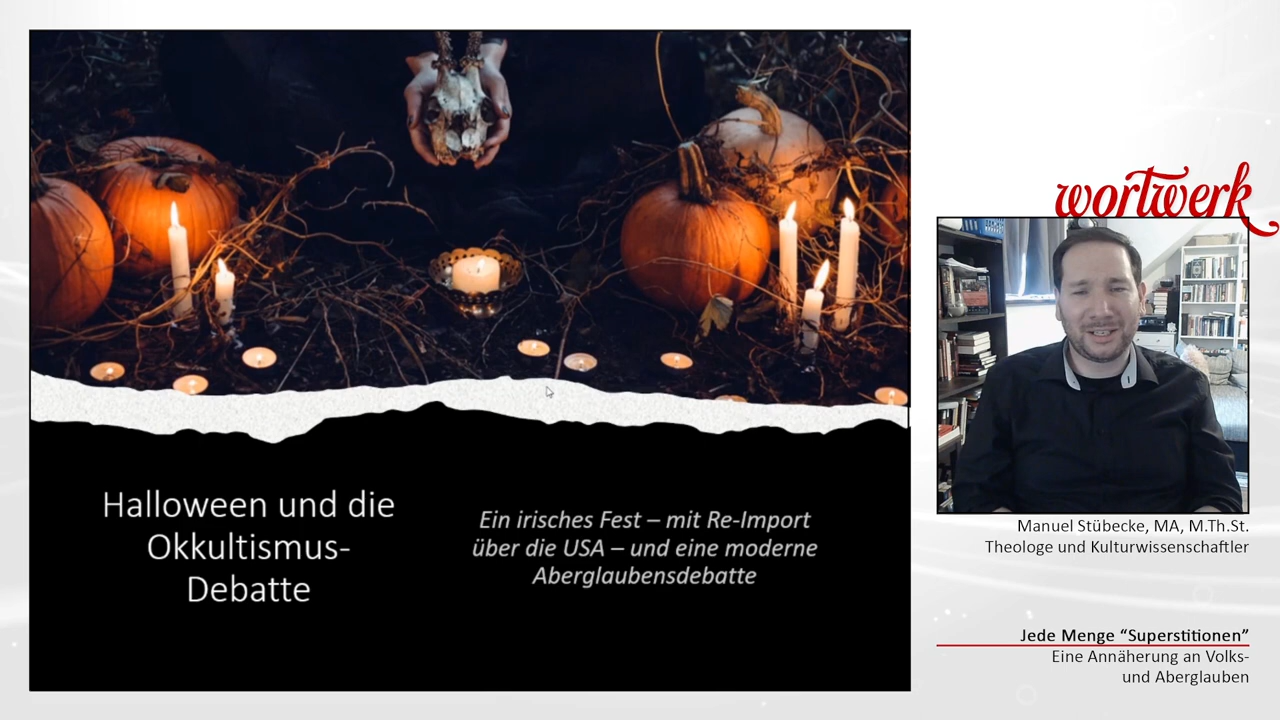 Halloween und die
Okkultismus-
Debatte
Ein irisches Fest – mit Re-Import
über die USA – und eine moderne
Aberglaubensdebatte
wortwerk
Manuel Stübecke, MA, M.Th.St.
Theologe und Kulturwissenschaftler
Jede Menge “Superstitionen”
Eine Annäherung an Volks-
und Aberglauben